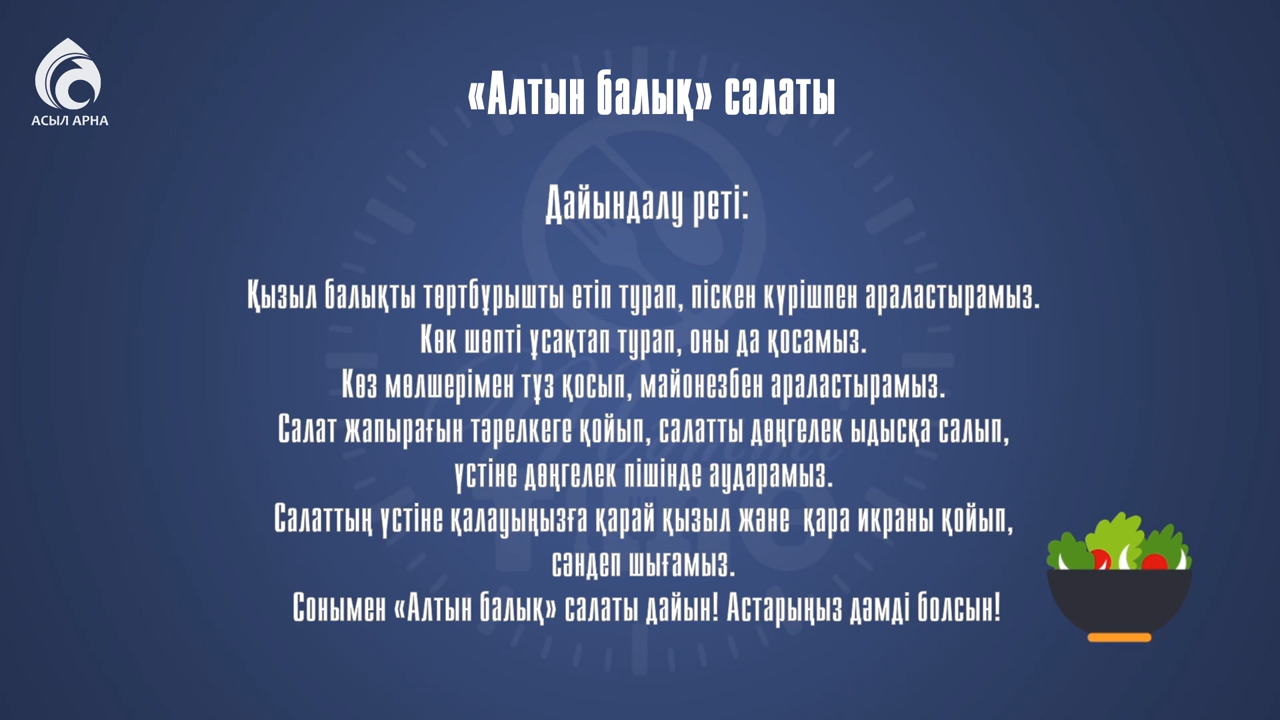 АСЫЛ АРНА
«Алтын балық» салаты
Дайындалу реті:
Қызыл балықты төртбұрышты етіп турап, піскен күрішпен араластырамыз.
Көк шөпті ұсақтап турап, оны да қосамыз.
Көз мөлшерімен тұз қосып, майонезбен араластырамыз.
Салат жапырағын тәрелкеге қойып, салатты дөңгелек ыдысқа салып,
үстіне дөңгелек пішінде аударамыз.
Салаттың үстіне қалауыңызға қарай қызыл және қара икраны қойып,
сәндеп шығамыз.
Сонымен «Алтын балық» салаты дайын! Астарыңыз дәмді болсын!